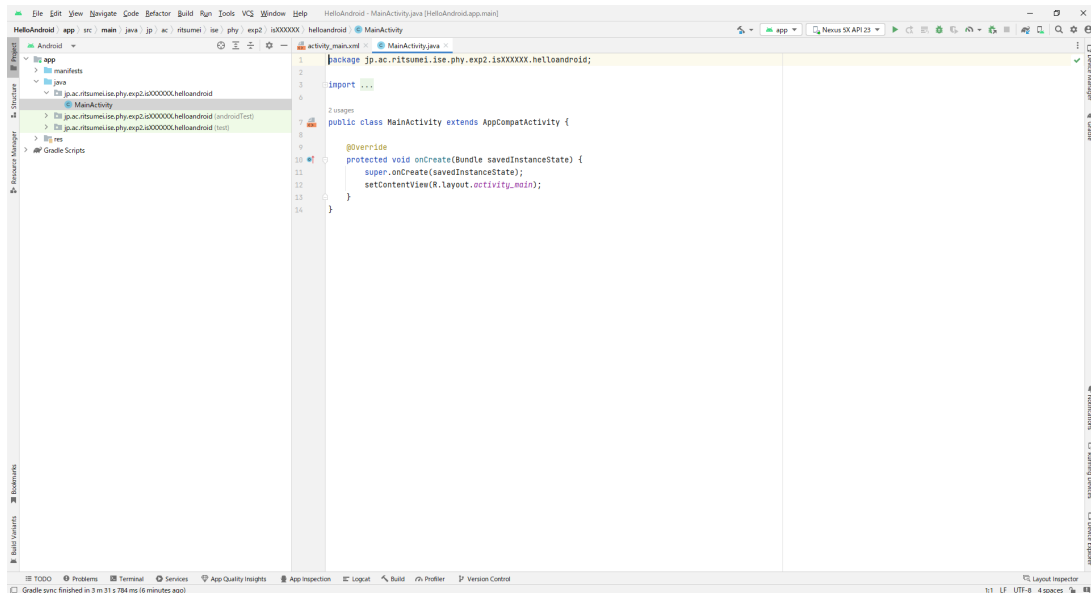 File Edit View Navigate Code Refactor Build Run Tools VCS Window Help HelloAndroid - MainActivity.java [HelloAndroid.app.main]
HelloAndroid app src main java jp ac ritsumei ise phy exp2 isXXXXXX helloandroid MainActivity
app Nexus 5X API 23
Android
activity_main.xml MainActivity.java
Project
Structure
Resource Manager
Bookmarks
Build Variants
app
manifests
java
jp.ac.ritsumei.ise.phy.exp2.isXXXXXX.helloandroid
MainActivity
jp.ac.ritsumei.ise.phy.exp2.isXXXXXX.helloandroid (androidTest)
jp.ac.ritsumei.ise.phy.exp2.isXXXXXX.helloandroid (test)
res
Gradle Scripts
1 package jp.ac.ritsumei.ise.phy.exp2.isXXXXXX.helloandroid;
2
3 import ...
6
2 usages
7 public class MainActivity extends AppCompatActivity {
8
9 @Override
10 protected void onCreate(Bundle savedInstanceState) {
11 super.onCreate(savedInstanceState);
12 setContentView(R.layout.activity_main);
13 }
14 }
Device Manager
Gradle
Notifications
Running Devices
Device Explorer
TODO Problems Terminal Services App Quality Insights App Inspection Logcat Build Profiler Version Control Layout Inspector
Gradle sync finished in 3 m 31 s 784 ms (6 minutes ago) 1:1 LF UTF-8 4 spaces